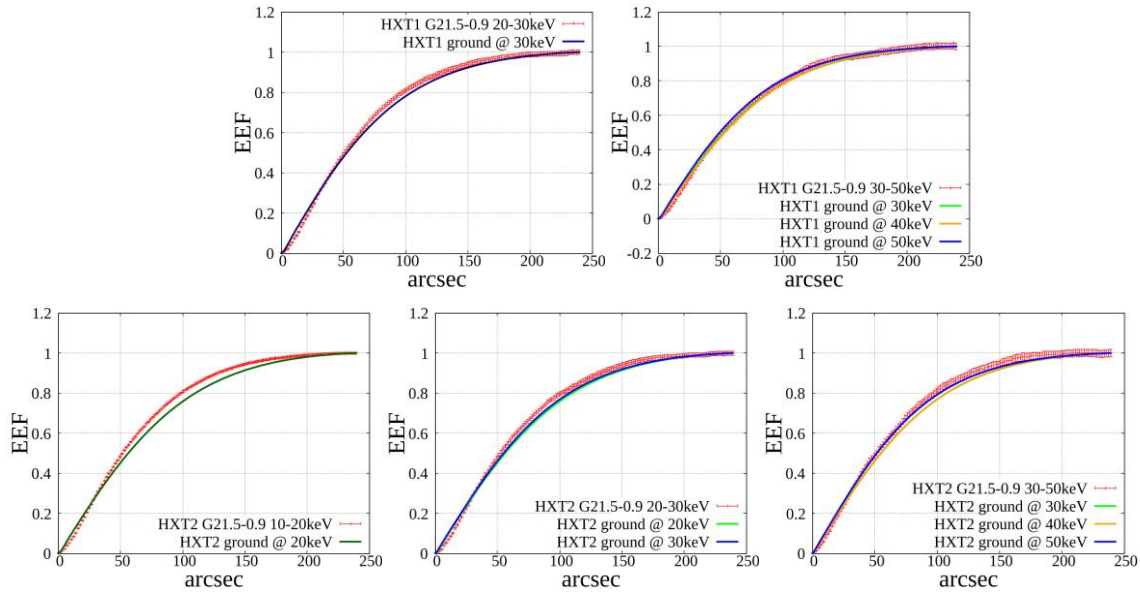 1.2
1
0.8
0.6
0.4
0.2
0
EEF
HXT1 G21.5-0.9 20-30keV
HXT1 ground @ 30keV
0 50 100 150 200 250
arcsec
1.2
1
0.8
0.6
0.4
0.2
0
-0.2
EEF
HXT1 G21.5-0.9 30-50keV
HXT1 ground @ 30keV
HXT1 ground @ 40keV
HXT1 ground @ 50keV
0 50 100 150 200 250
arcsec
1.2
1
0.8
0.6
0.4
0.2
0
EEF
HXT2 G21.5-0.9 10-20keV
HXT2 ground @ 20keV
0 50 100 150 200 250
arcsec
1.2
1
0.8
0.6
0.4
0.2
0
EEF
HXT2 G21.5-0.9 20-30keV
HXT2 ground @ 20keV
HXT2 ground @ 30keV
0 50 100 150 200 250
arcsec
1.2
1
0.8
0.6
0.4
0.2
0
EEF
HXT2 G21.5-0.9 30-50keV
HXT2 ground @ 30keV
HXT2 ground @ 40keV
HXT2 ground @ 50keV
0 50 100 150 200 250
arcsec